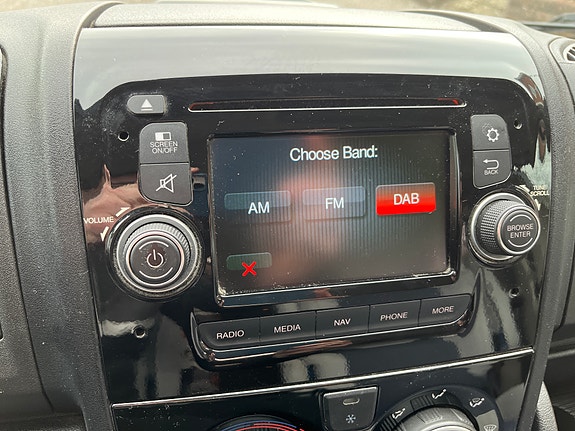 SCREEN
ON/OFF
BACK
Choose Band:
AM FM DAB
VOLUME
TUNE
SCROLL
BROWSE
ENTER
RADIO MEDIA NAV PHONE MORE